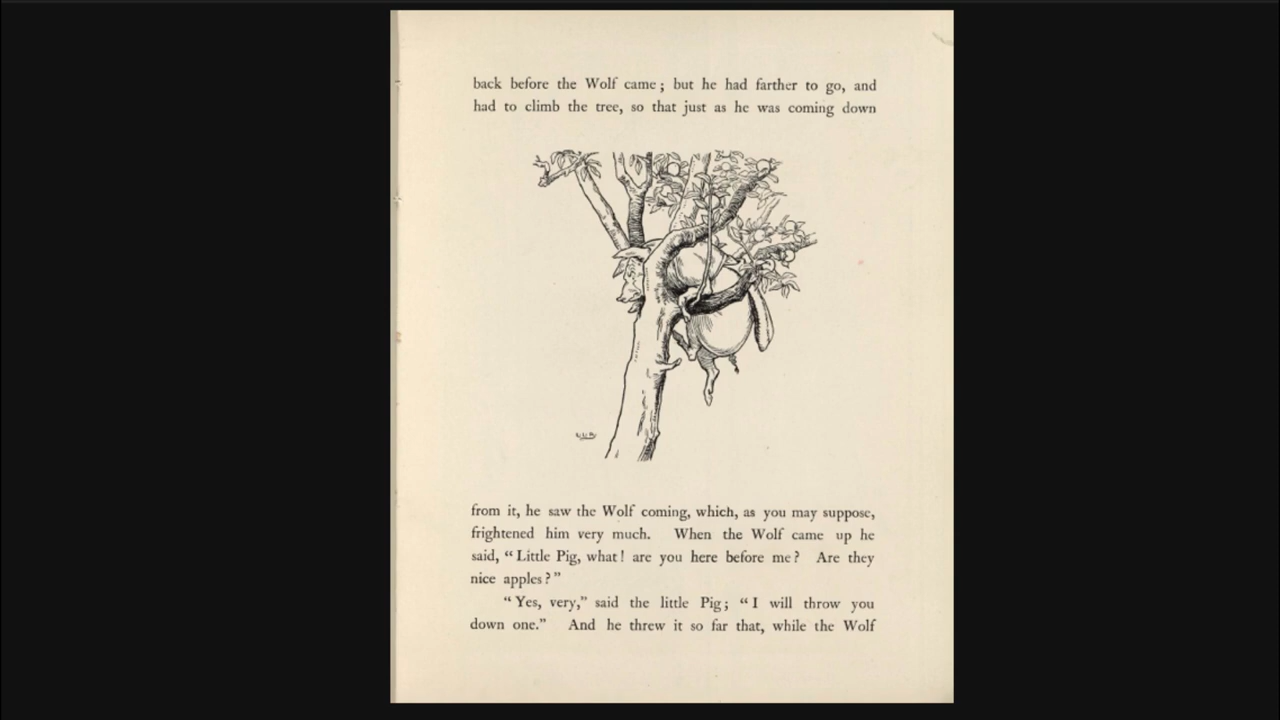 back before the Wolf came; but he had farther to go, and
had to climb the tree, so that just as he was coming down
from it, he saw the Wolf coming, which, as you may suppose,
frightened him very much. When the Wolf came up he
said, “Little Pig, what! are you here before me? Are they
nice apples?”
“Yes, very,” said the little Pig; “I will throw you
down one.” And he threw it so far that, while the Wolf